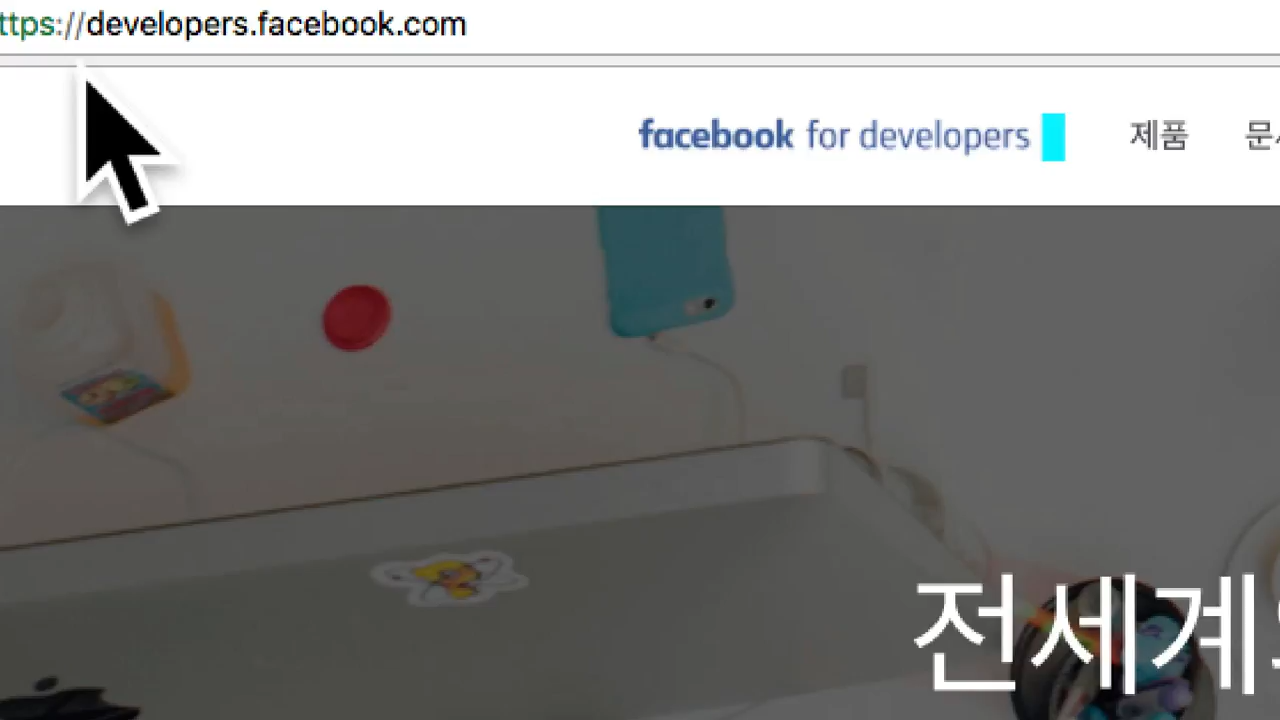 ttps://developers.facebook.com
facebook for developers 제품
전세계